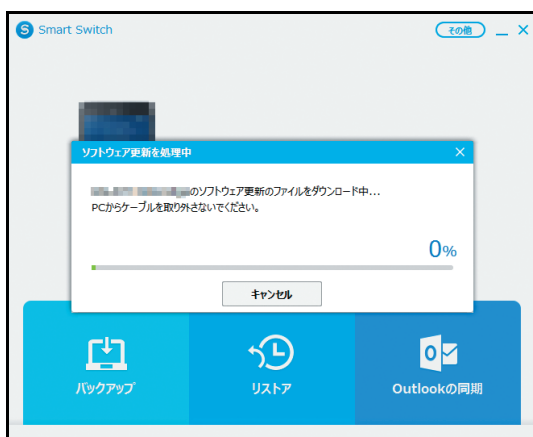 S Smart Switch
その他
ソフトウェア更新を処理中
のソフトウェア更新のファイルをダウンロード中...
PCからケーブルを取り外さないでください。
0%
キャンセル
バックアップ
リストア
Outlookの同期